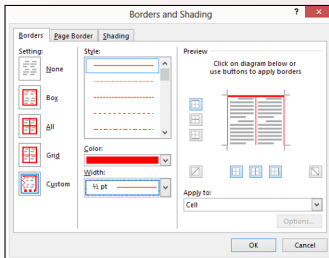 Borders and Shading
? ×
Borders Page Border Shading
Setting:
None
Box
All
Grid
Custom
Style:
Color:
Width:
½ pt
Preview
Click on diagram below or
use buttons to apply borders
Apply to:
Cell
Options...
OK Cancel